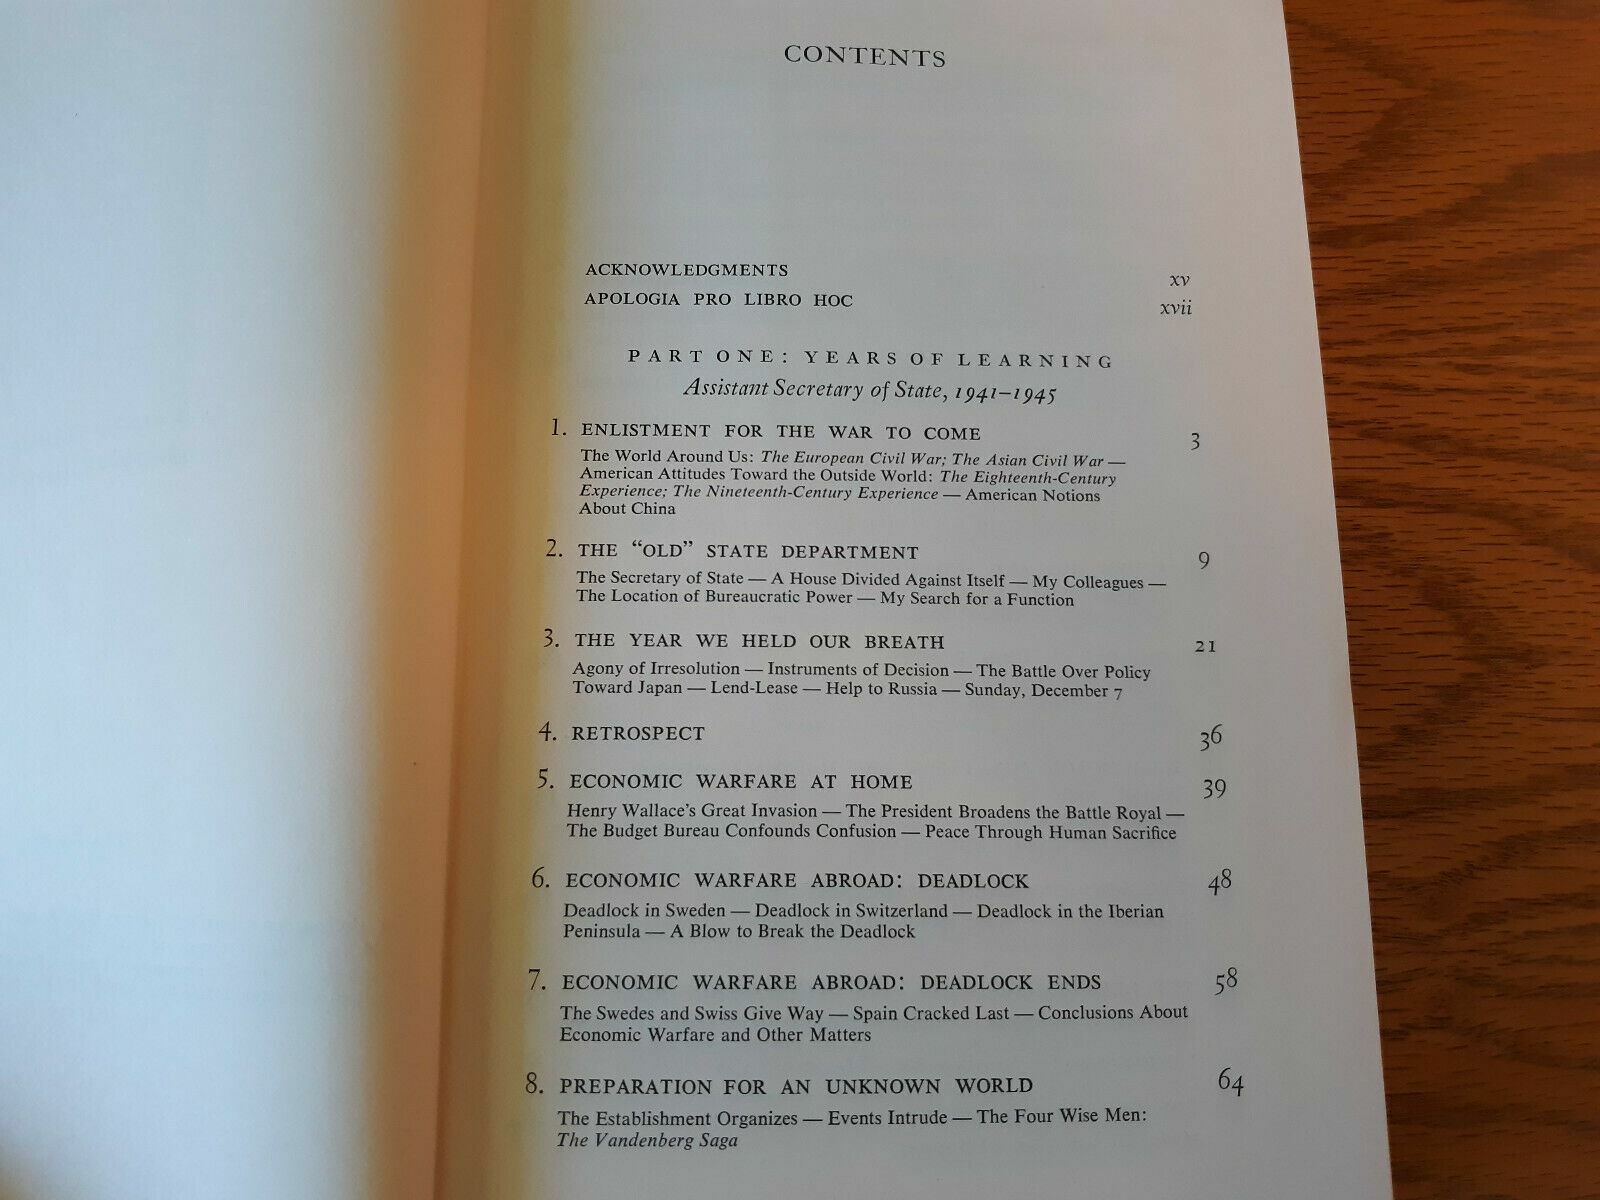 CONTENTS
ACKNOWLEDGMENTS xv
APOLOGIA PRO LIBRO HOC xvii
PART ONE: YEARS OF LEARNING
Assistant Secretary of State, 1941–1945
1. ENLISTMENT FOR THE WAR TO COME 3
The World Around Us: The European Civil War; The Asian Civil War —
American Attitudes Toward the Outside World: The Eighteenth-Century
Experience; The Nineteenth-Century Experience — American Notions
About China
2. THE “OLD” STATE DEPARTMENT 9
The Secretary of State — A House Divided Against Itself — My Colleagues —
The Location of Bureaucratic Power — My Search for a Function
3. THE YEAR WE HELD OUR BREATH 21
Agony of Irresolution — Instruments of Decision — The Battle Over Policy
Toward Japan — Lend-Lease — Help to Russia — Sunday, December 7
4. RETROSPECT 36
5. ECONOMIC WARFARE AT HOME 39
Henry Wallace’s Great Invasion — The President Broadens the Battle Royal —
The Budget Bureau Confounds Confusion — Peace Through Human Sacrifice
6. ECONOMIC WARFARE ABROAD: DEADLOCK 48
Deadlock in Sweden — Deadlock in Switzerland — Deadlock in the Iberian
Peninsula — A Blow to Break the Deadlock
7. ECONOMIC WARFARE ABROAD: DEADLOCK ENDS 58
The Swedes and Swiss Give Way — Spain Cracked Last — Conclusions About
Economic Warfare and Other Matters
8. PREPARATION FOR AN UNKNOWN WORLD 64
The Establishment Organizes — Events Intrude — The Four Wise Men:
The Vandenberg Saga